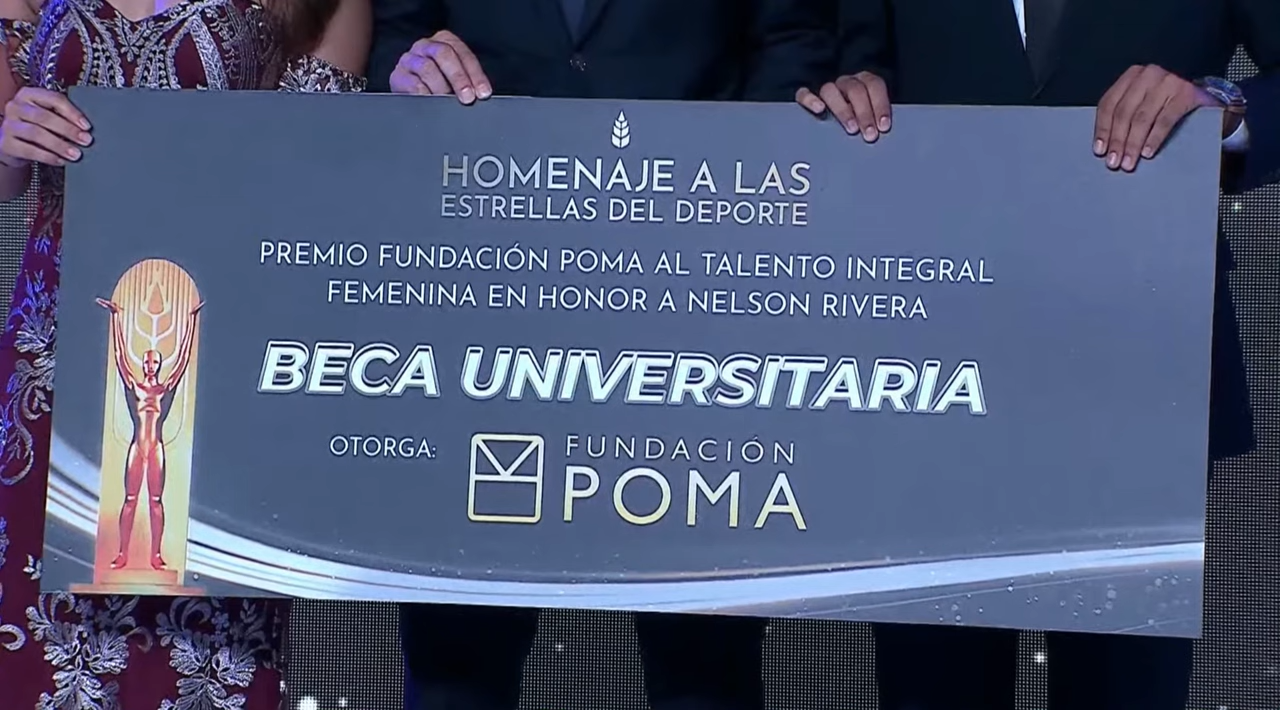 HOMENAJE A LAS
ESTRELLAS DEL DEPORTE
PREMIO FUNDACIÓN POMA AL TALENTO INTEGRAL
FEMENINA EN HONOR A NELSON RIVERA
BECA UNIVERSITARIA
OTORGA:
FUNDACIÓN
POMA